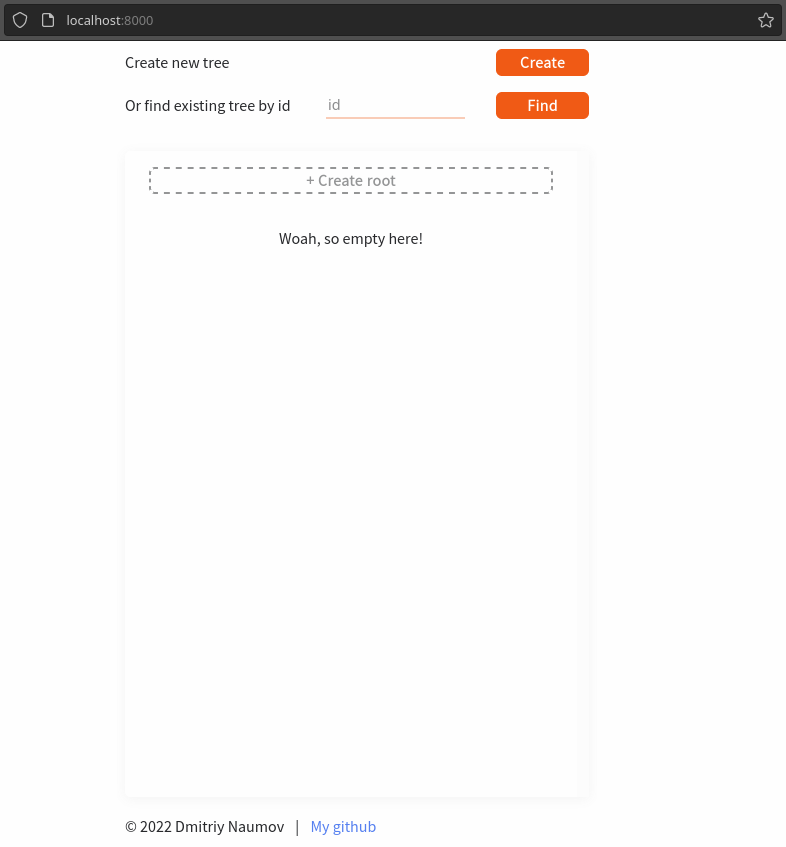 localhost:8000
Create new tree Create
Or find existing tree by id id Find
+ Create root
Woah, so empty here!
© 2022 Dmitriy Naumov | My github